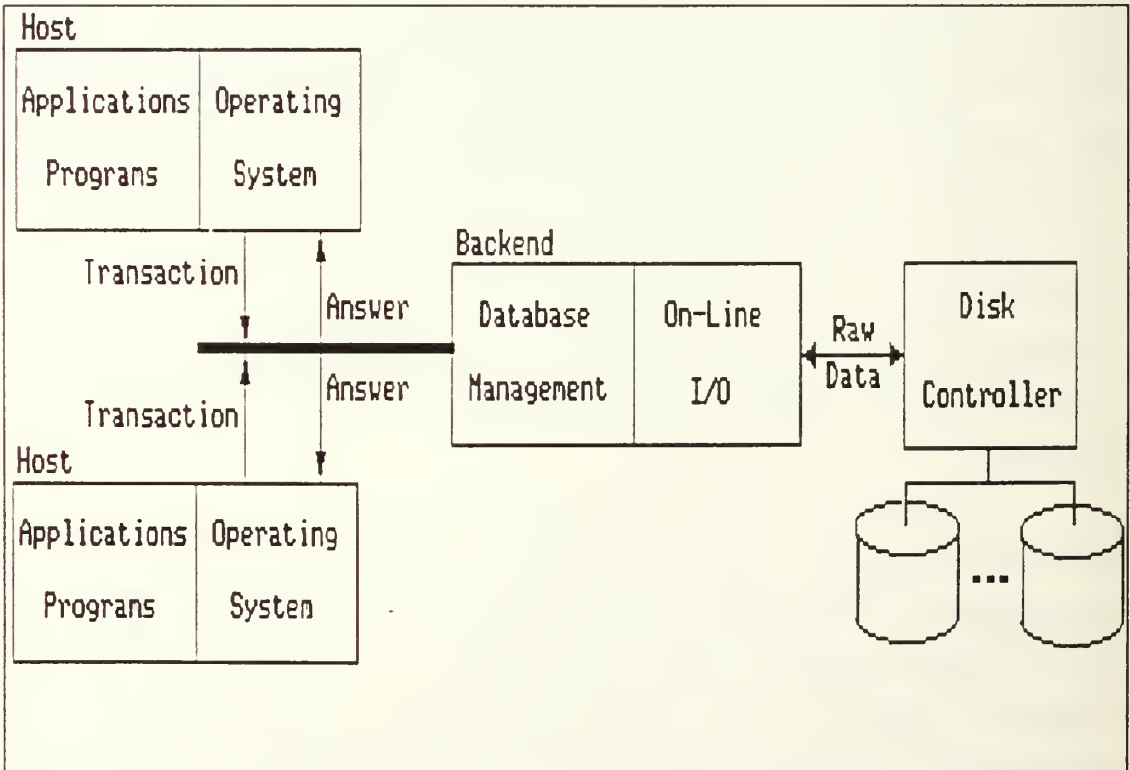 Host
Applications
Programs
Operating
System
Transaction
Answer
Backend
Database
Management
On-Line
I/O
Raw
Data
Disk
Controller
Answer
Transaction
Host
Applications
Programs
Operating
System
...